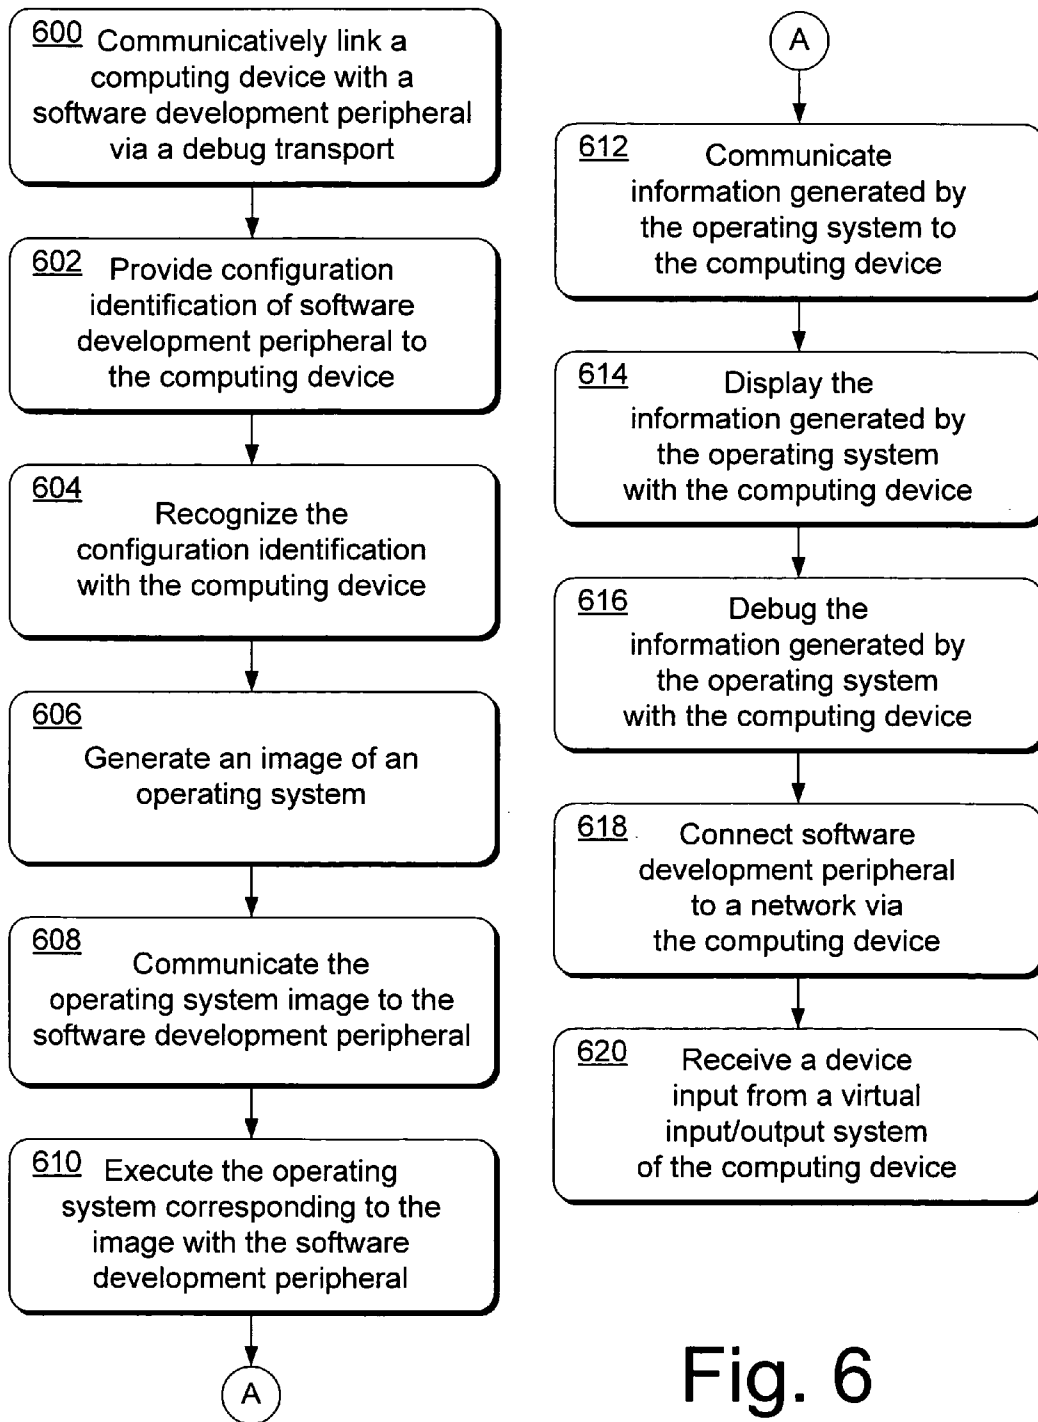 600 Communicatively link a
computing device with a
software development peripheral
via a debug transport
602 Provide configuration
identification of software
development peripheral to
the computing device
604
Recognize the
configuration identification
with the computing device
606
Generate an image of an
operating system
608
Communicate the
operating system image to the
software development peripheral
610 Execute the operating
system corresponding to the
image with the software
development peripheral
A
A
612 Communicate
information generated by
the operating system to
the computing device
614 Display the
information generated by
the operating system
with the computing device
616 Debug the
information generated by
the operating system
with the computing device
618 Connect software
development peripheral
to a network via
the computing device
620 Receive a device
input from a virtual
input/output system
of the computing device
Fig. 6